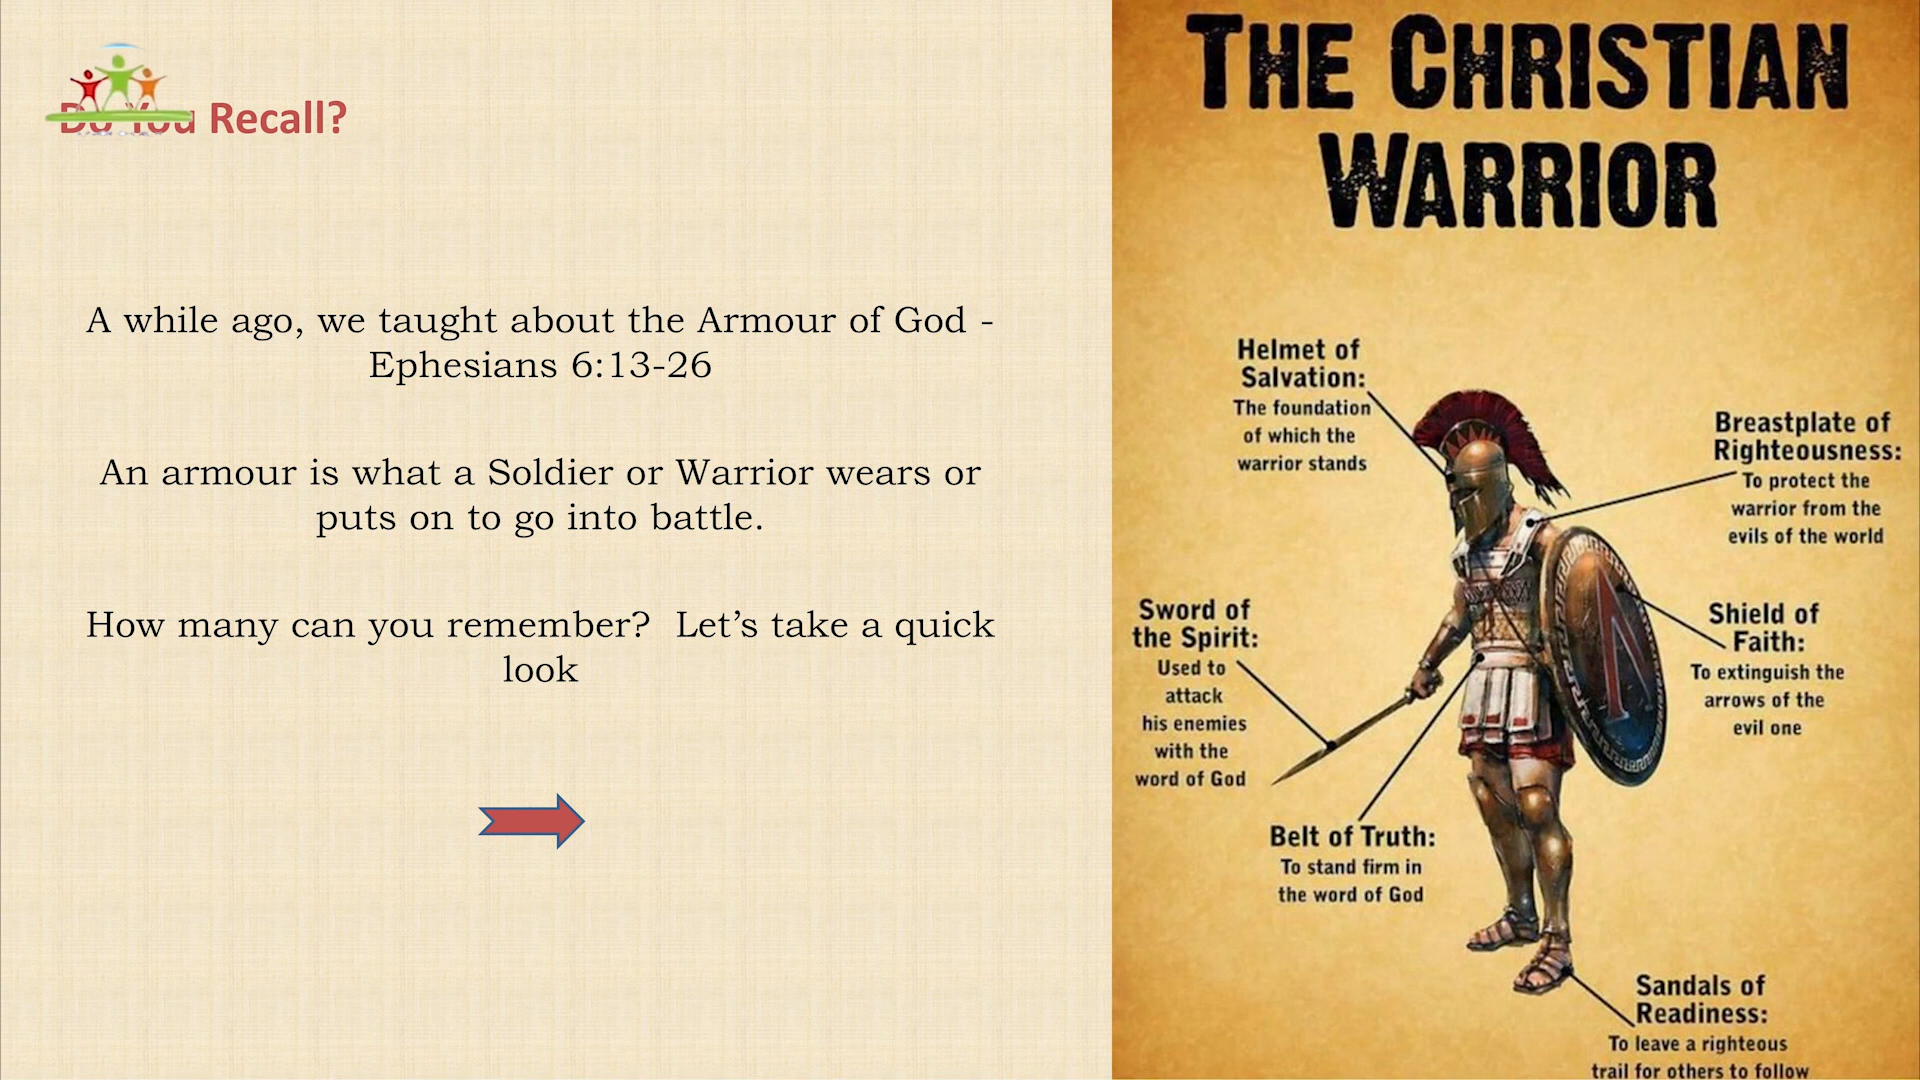 Do You Recall?
A while ago, we taught about the Armour of God -
Ephesians 6:13-26
An armour is what a Soldier or Warrior wears or
puts on to go into battle.
How many can you remember?  Let’s take a quick
look
THE CHRISTIAN
WARRIOR
Helmet of
Salvation:
The foundation
of which the
warrior stands
Breastplate of
Righteousness:
To protect the
warrior from the
evils of the world
Sword of
the Spirit:
Used to
attack
his enemies
with the
word of God
Shield of
Faith:
To extinguish the
arrows of the
evil one
Belt of Truth:
To stand firm in
the word of God
Sandals of
Readiness:
To leave a righteous
trail for others to follow